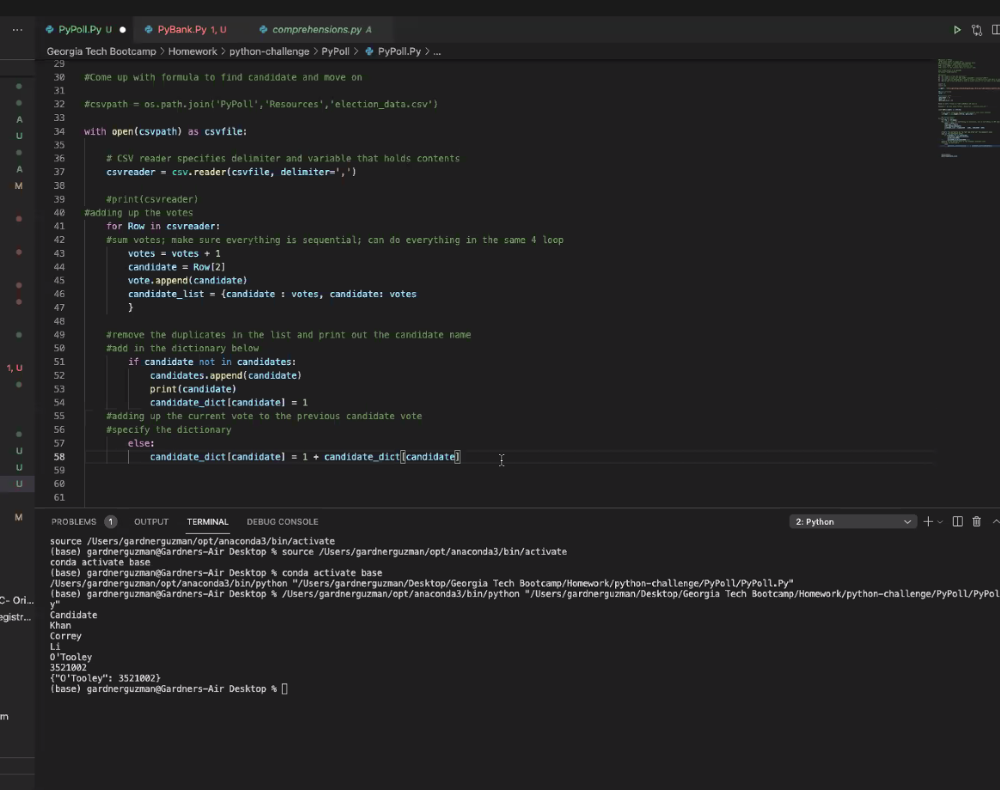 ... PyPoll.Py U PyBank.Py 1, U comprehensions.py A
Georgia Tech Bootcamp > Homework > python-challenge > PyPoll > PyPoll.Py > ...
29
30 #Come up with formula to find candidate and move on
31
32 #csvpath = os.path.join('PyPoll','Resources','election_data.csv')
33
34 with open(csvpath) as csvfile:
35
36 # CSV reader specifies delimiter and variable that holds contents
37 csvreader = csv.reader(csvfile, delimiter=',')
38
39 #print(csvreader)
40 #adding up the votes
41 for Row in csvreader:
42 #sum votes; make sure everything is sequential; can do everything in the same 4 loop
43 votes = votes + 1
44 candidate = Row[2]
45 vote.append(candidate)
46 candidate_list = {candidate : votes, candidate: votes
47 }
48
49 #remove the duplicates in the list and print out the candidate name
50 #add in the dictionary below
51 if candidate not in candidates:
52 candidates.append(candidate)
53 print(candidate)
54 candidate_dict[candidate] = 1
55 #adding up the current vote to the previous candidate vote
56 #specify the dictionary
57 else:
58 candidate_dict[candidate] = 1 + candidate_dict[candidate]
59
60
61
A
U
A
M
1, U
U
U
U
M
C- Ori...
egistr...
m
PROBLEMS 1 OUTPUT TERMINAL DEBUG CONSOLE 2: Python
source /Users/gardnerguzman/opt/anaconda3/bin/activate
(base) gardnerguzman@Gardners-Air Desktop % source /Users/gardnerguzman/opt/anaconda3/bin/activate
conda activate base
(base) gardnerguzman@Gardners-Air Desktop % conda activate base
/Users/gardnerguzman/opt/anaconda3/bin/python "/Users/gardnerguzman/Desktop/Georgia Tech Bootcamp/Homework/python-challenge/PyPoll/PyPoll.Py"
(base) gardnerguzman@Gardners-Air Desktop % /Users/gardnerguzman/opt/anaconda3/bin/python "/Users/gardnerguzman/Desktop/Georgia Tech Bootcamp/Homework/python-challenge/PyPoll/PyPol
y"
Candidate
Khan
Correy
Li
O'Tooley
3521002
{"O'Tooley": 3521002}
(base) gardnerguzman@Gardners-Air Desktop %